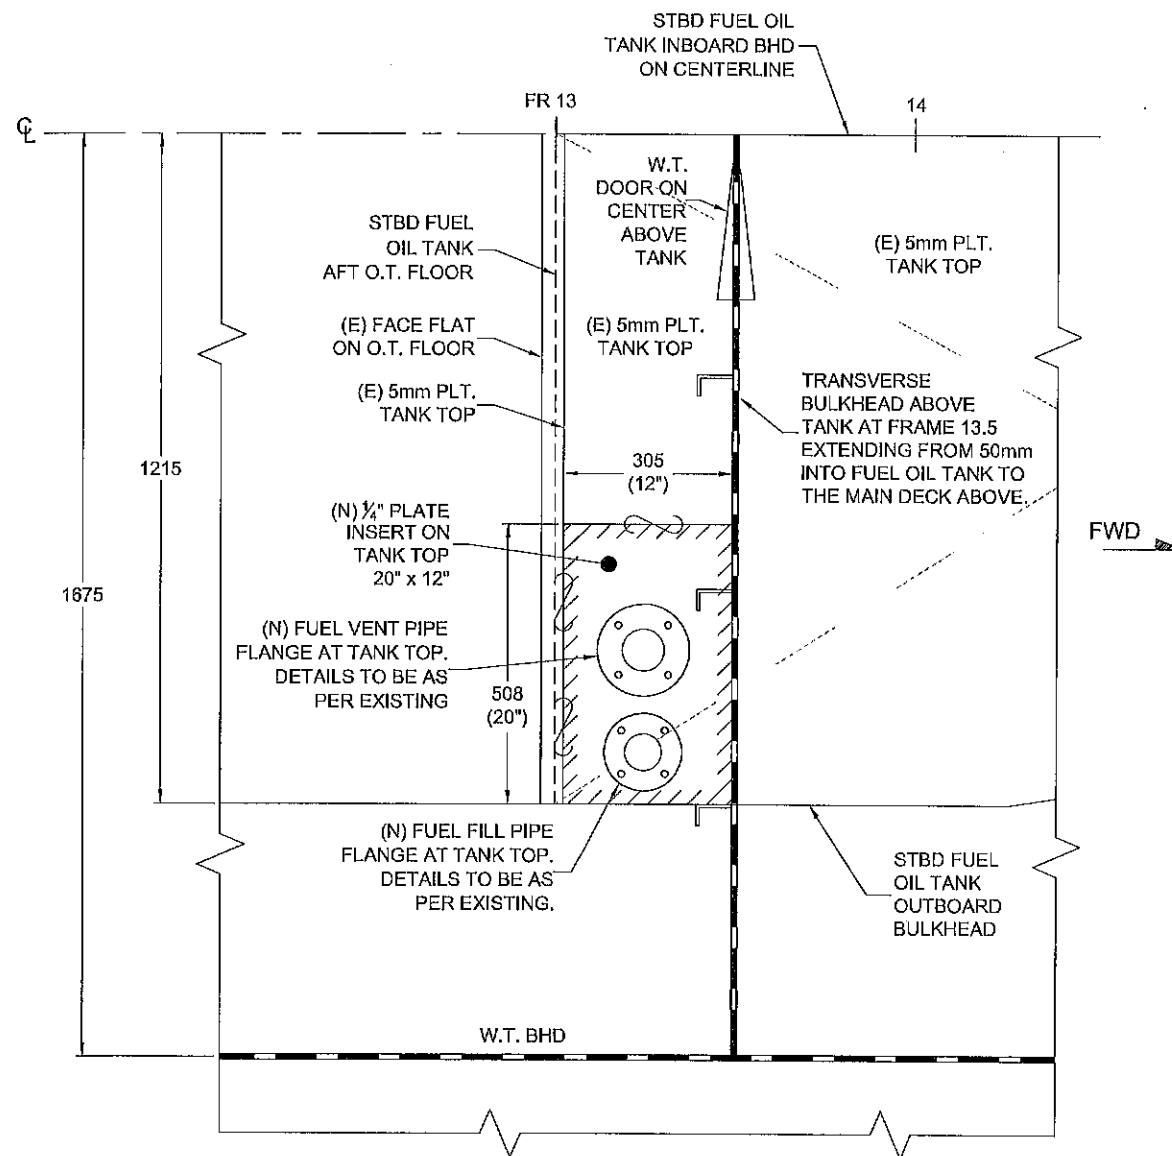 STBD FUEL OIL
TANK INBOARD BHD
ON CENTERLINE
FR 13
14
℄
W.T.
DOOR ON
CENTER
ABOVE
TANK
STBD FUEL
OIL TANK
AFT O.T. FLOOR
(E) 5mm PLT.
TANK TOP
(E) FACE FLAT
ON O.T. FLOOR
(E) 5mm PLT.
TANK TOP
(E) 5mm PLT.
TANK TOP
TRANSVERSE
BULKHEAD ABOVE
TANK AT FRAME 13.5
EXTENDING FROM 50mm
INTO FUEL OIL TANK TO
THE MAIN DECK ABOVE.
1215
305
(12")
(N) ¼" PLATE
INSERT ON
TANK TOP
20" x 12"
FWD
1675
(N) FUEL VENT PIPE
FLANGE AT TANK TOP.
DETAILS TO BE AS
PER EXISTING
508
(20")
(N) FUEL FILL PIPE
FLANGE AT TANK TOP.
DETAILS TO BE AS
PER EXISTING.
STBD FUEL
OIL TANK
OUTBOARD
BULKHEAD
W.T. BHD